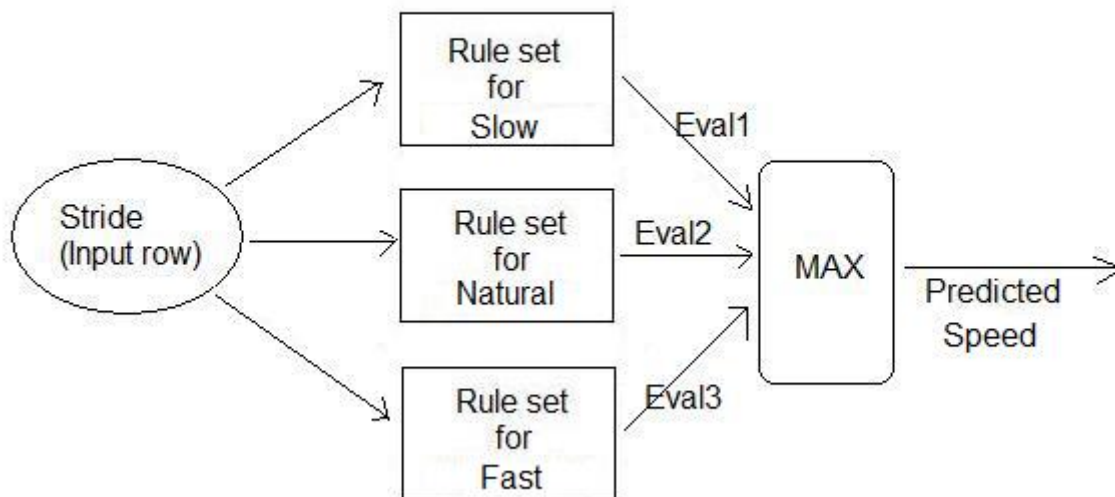 Rule set
for
Slow
Eval1
Stride
(Input row)
Rule set
for
Natural
Eval2
MAX
Predicted
Speed
Rule set
for
Fast
Eval3